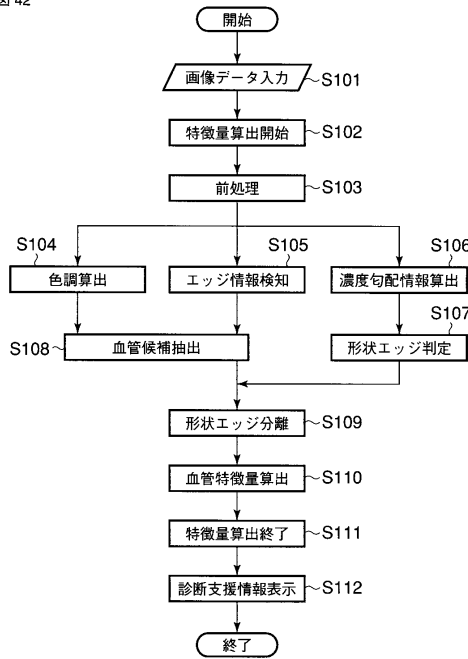 図 42
開始
画像データ入力 S101
特徴量算出開始 S102
前処理 S103
S104 S105 S106
色調算出 エッジ情報検知 濃度勾配情報算出
S107
S108 血管候補抽出 形状エッジ判定
形状エッジ分離 S109
血管特徴量算出 S110
特徴量算出終了 S111
診断支援情報表示 S112
終了